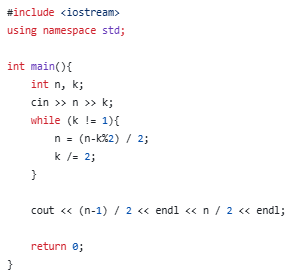 #include <iostream>
using namespace std;
int main(){
int n, k;
cin >> n >> k;
while (k != 1){
n = (n-k%2) / 2;
k /= 2;
}
cout << (n-1) / 2 << endl << n / 2 << endl;
return 0;
}